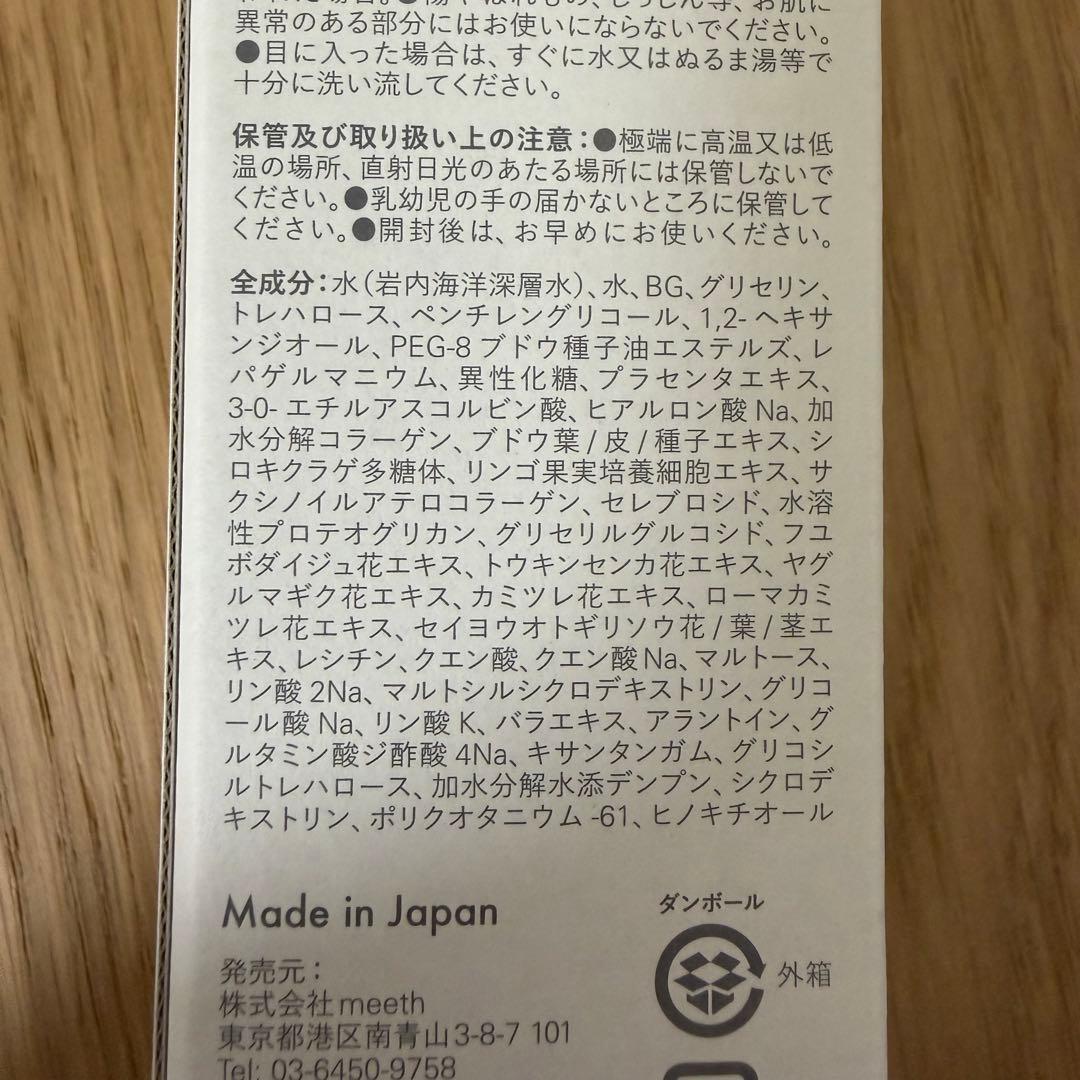 異常のある部分にはお使いにならないでください。
●目に入った場合は、すぐに水又はぬるま湯等で
十分に洗い流してください。
保管及び取り扱い上の注意：●極端に高温又は低
温の場所、直射日光のあたる場所には保管しないで
ください。●乳幼児の手の届かないところに保管して
ください。●開封後は、お早めにお使いください。
全成分：水（岩内海洋深層水）、水、BG、グリセリン、
トレハロース、ペンチレングリコール、1,2- ヘキサ
ンジオール、PEG-8 ブドウ種子油エステルズ、レ
パゲルマニウム、異性化糖、プラセンタエキス、
3-0- エチルアスコルビン酸、ヒアルロン酸 Na、加
水分解コラーゲン、ブドウ葉 / 皮 / 種子エキス、シ
ロキクラゲ多糖体、リンゴ果実培養細胞エキス、サ
クシノイルアテロコラーゲン、セレブロシド、水溶
性プロテオグリカン、グリセリルグルコシド、フユ
ボダイジュ花エキス、トウキンセンカ花エキス、ヤグ
ルマギク花エキス、カミツレ花エキス、ローマカミ
ツレ花エキス、セイヨウオトギリソウ花 / 葉 / 茎エ
キス、レシチン、クエン酸、クエン酸 Na、マルトース、
リン酸 2Na、マルトシルシクロデキストリン、グリコ
ール酸 Na、リン酸 K、バラエキス、アラントイン、グ
ルタミン酸ジ酢酸 4Na、キサンタンガム、グリコシ
ルトレハロース、加水分解水添デンプン、シクロデ
キストリン、ポリクオタニウム -61、ヒノキチオール
Made in Japan
ダンボール
外箱
発売元：
株式会社meeth
東京都港区南青山3-8-7 101
Tel: 03-6450-9758